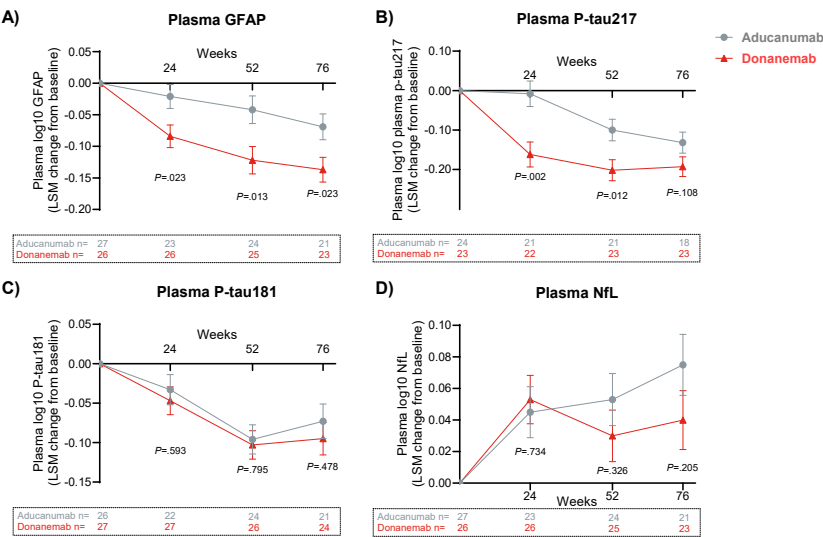 A)
Plasma GFAP
Weeks
24
52
76
0.05
0.00
-0.05
-0.10
-0.15
-0.20
Plasma log10 GFAP
(LSM change from baseline)
P=.023
P=.013
P=.023
Aducanumab n= 27 23 24 21
Donanemab n= 26 26 25 23
B)
Plasma P-tau217
Weeks
24
52
76
0.10
0.00
-0.10
-0.20
Plasma log10 plasma p-tau217
(LSM change from baseline)
P=.002
P=.012
P=.108
Aducanumab n= 24 21 21 18
Donanemab n= 23 22 23 23
Aducanumab
Donanemab
C)
Plasma P-tau181
Weeks
24
52
76
0.05
0.00
-0.05
-0.10
-0.15
Plasma log10 P-tau181
(LSM change from baseline)
P=.593
P=.795
P=.478
Aducanumab n= 26 22 24 21
Donanemab n= 27 27 26 24
D)
Plasma NfL
0.10
0.08
0.06
0.04
0.02
0.00
Plasma log10 NfL
(LSM change from baseline)
P=.734
P=.326
P=.205
24
52
76
Weeks
Aducanumab n= 27 23 24 21
Donanemab n= 26 26 25 23